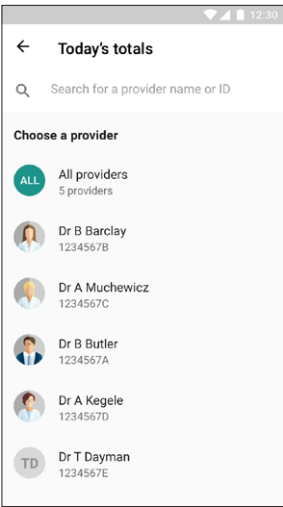 12:30
Today's totals
Search for a provider name or ID
Choose a provider
ALL
All providers
5 providers
Dr B Barclay
1234567B
Dr A Muchewicz
1234567C
Dr B Butler
1234567A
Dr A Kegele
1234567D
TD
Dr T Dayman
1234567E